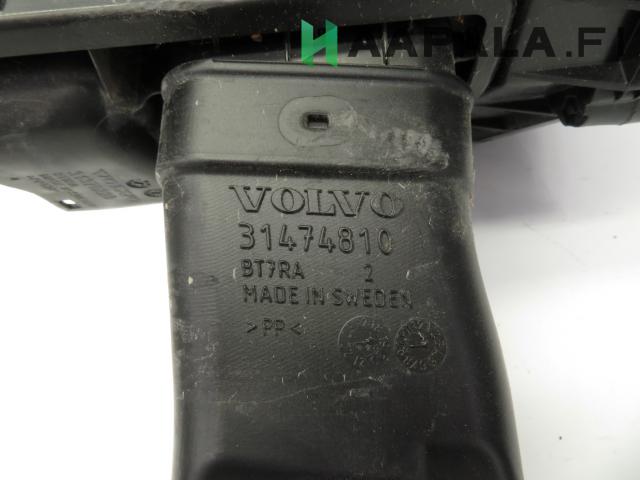 HAAPALA.FI
VOLVO
31474810
BT7RA 2
MADE IN SWEDEN
>PP<